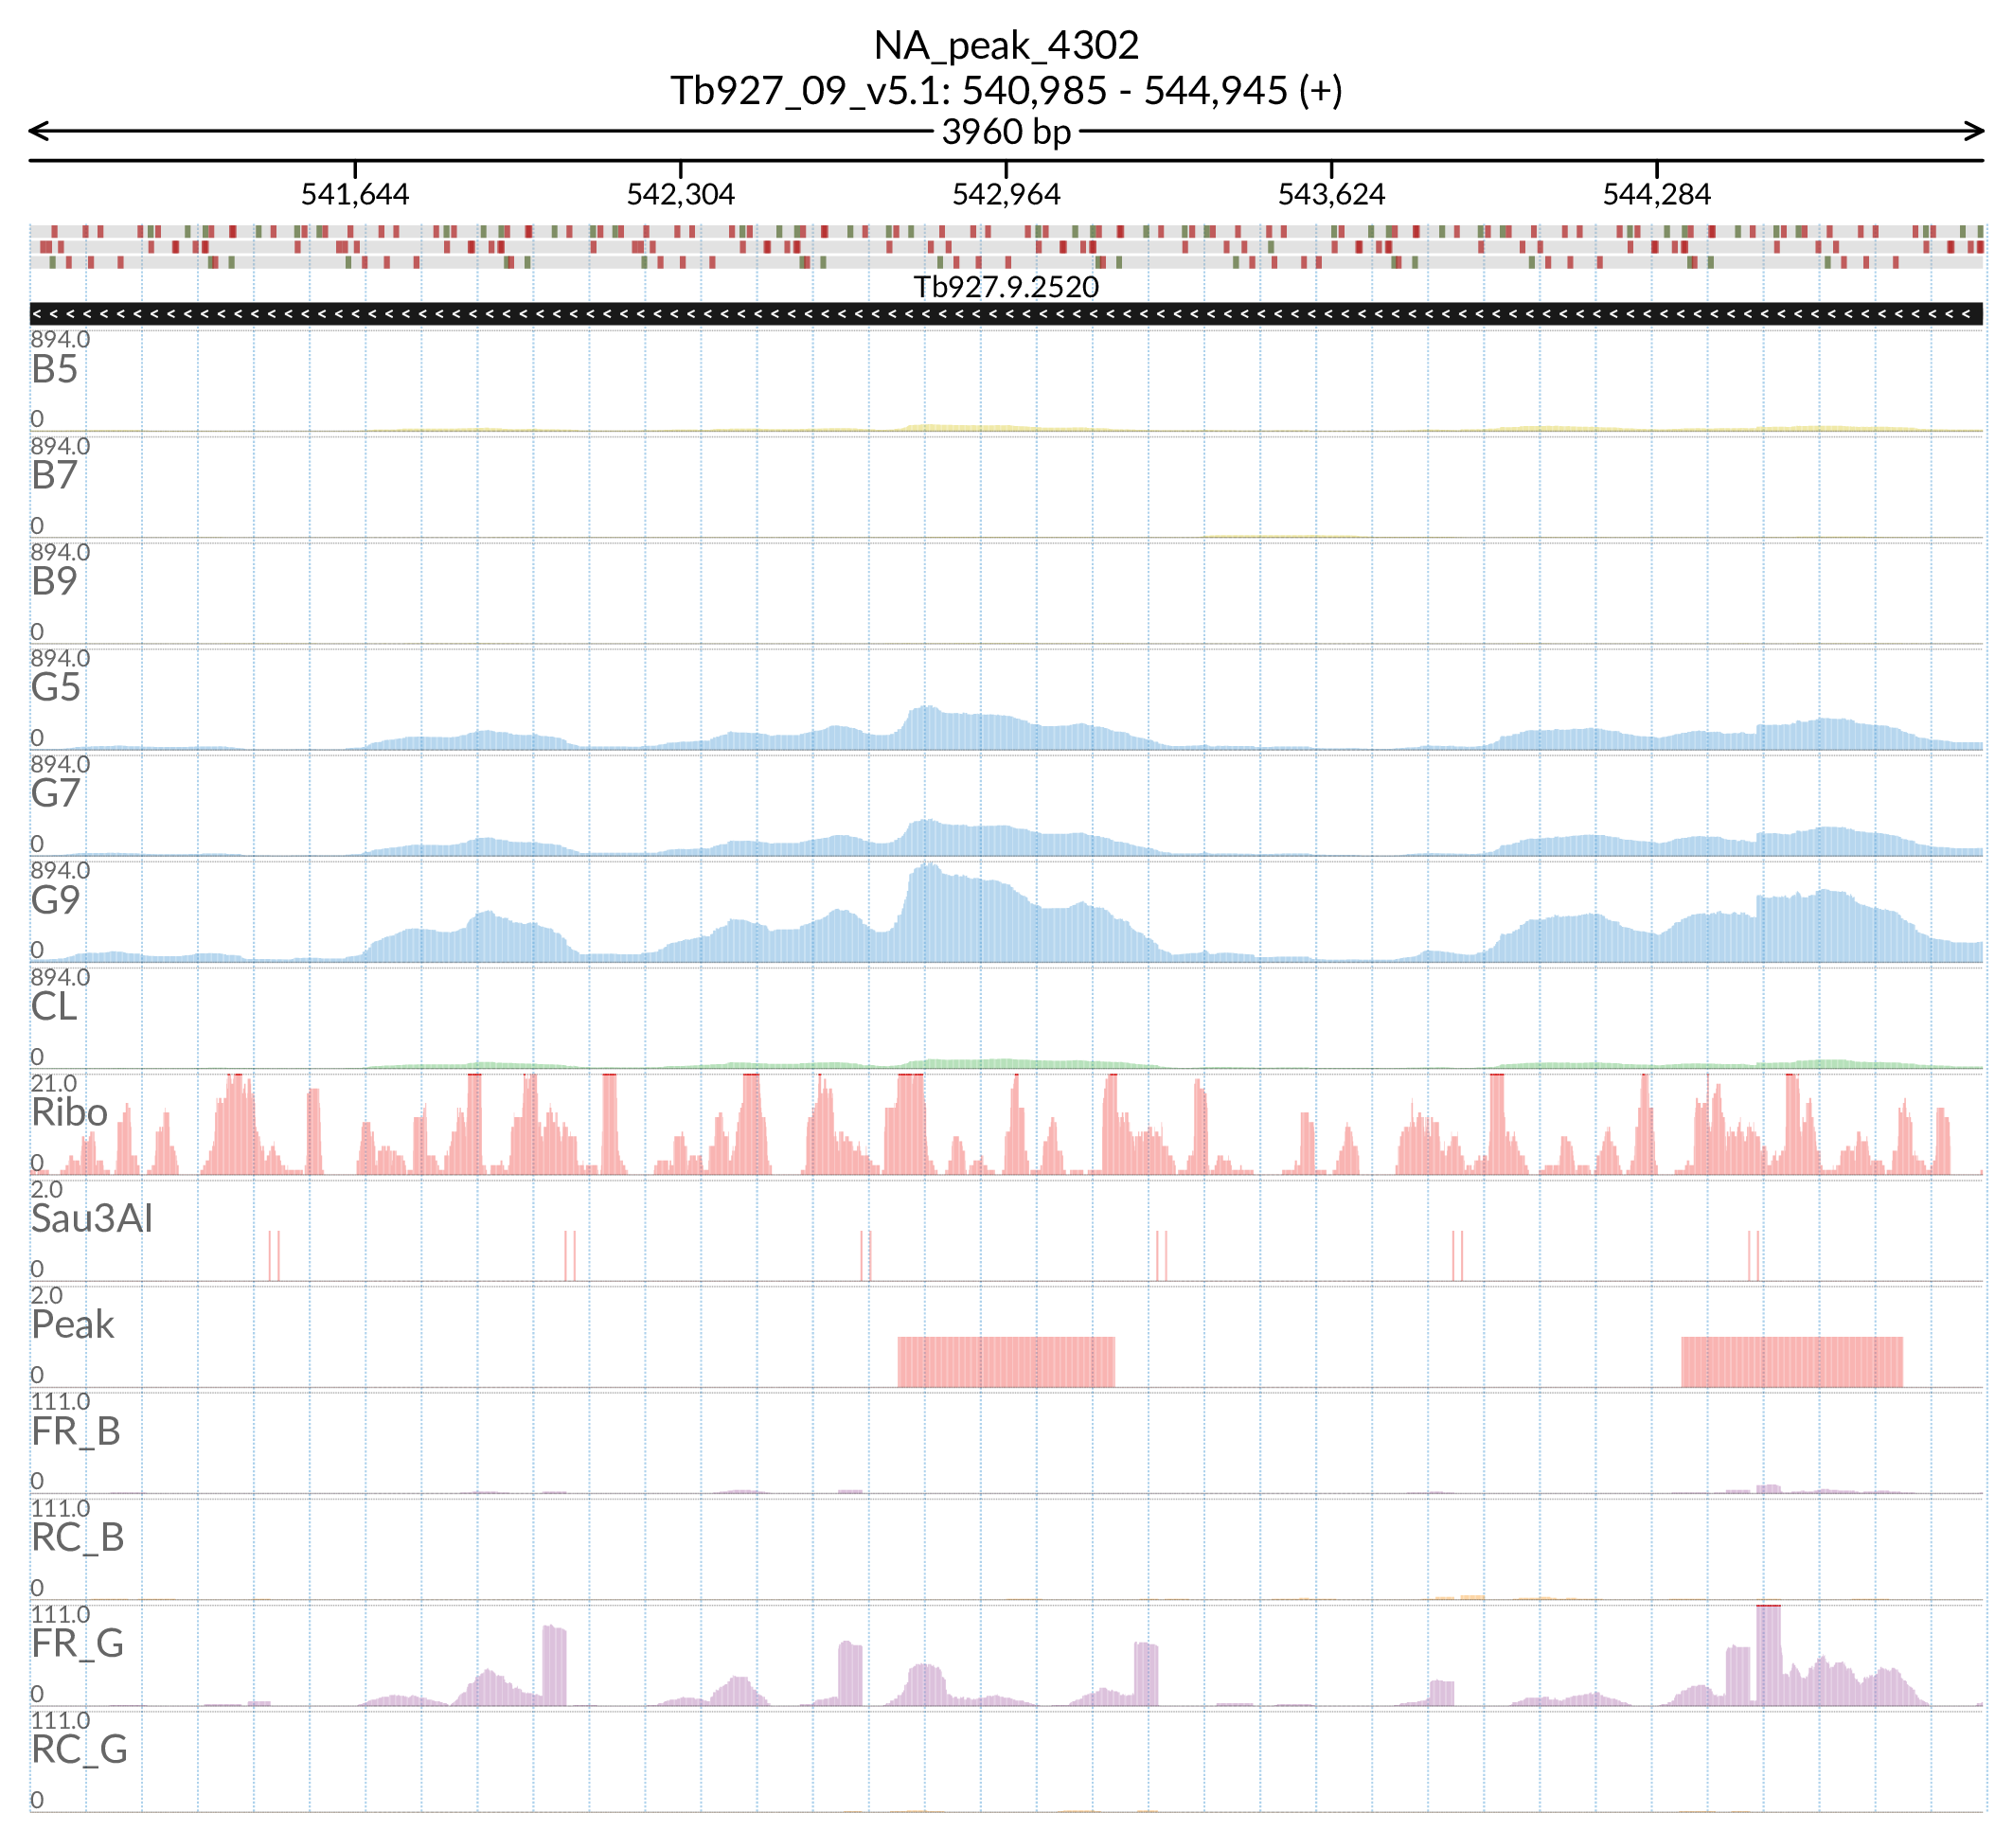 NA_peak_4302
Tb927_09_v5.1: 540,985 - 544,945 (+)
3960 bp
541,644 542,304 542,964 543,624 544,284
Tb927.9.2520
894.0
B5
0
894.0
B7
0
894.0
B9
0
894.0
G5
0
894.0
G7
0
894.0
G9
0
894.0
CL
0
21.0
Ribo
0
2.0
Sau3AI
0
2.0
Peak
0
111.0
FR_B
0
111.0
RC_B
0
111.0
FR_G
0
111.0
RC_G
0